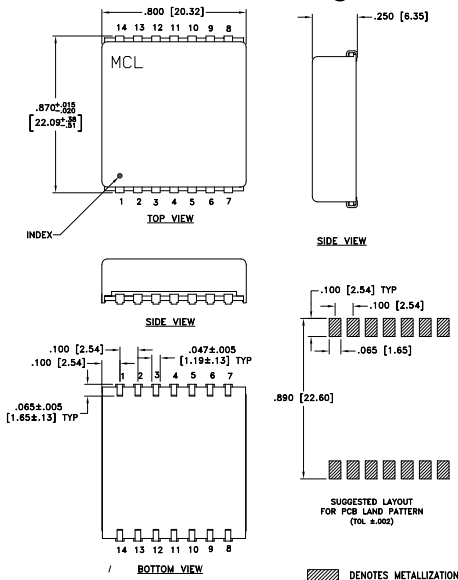 .800 [20.32]
.250 [6.35]
14 13 12 11 10 9 8
MCL
.870+.015
-.020
[22.09+.38
-.51]
1 2 3 4 5 6 7
INDEX
TOP VIEW
SIDE VIEW
SIDE VIEW
.100 [2.54] TYP
.100 [2.54]
.065 [1.65]
.890 [22.60]
.100 [2.54]
.047±.005
[1.19±.13] TYP
.100 [2.54]
1 2 3 4 5 6 7
.065±.005
[1.65±.13] TYP
14 13 12 11 10 9 8
BOTTOM VIEW
SUGGESTED LAYOUT
FOR PCB LAND PATTERN
(TOL ±.002)
DENOTES METALLIZATION